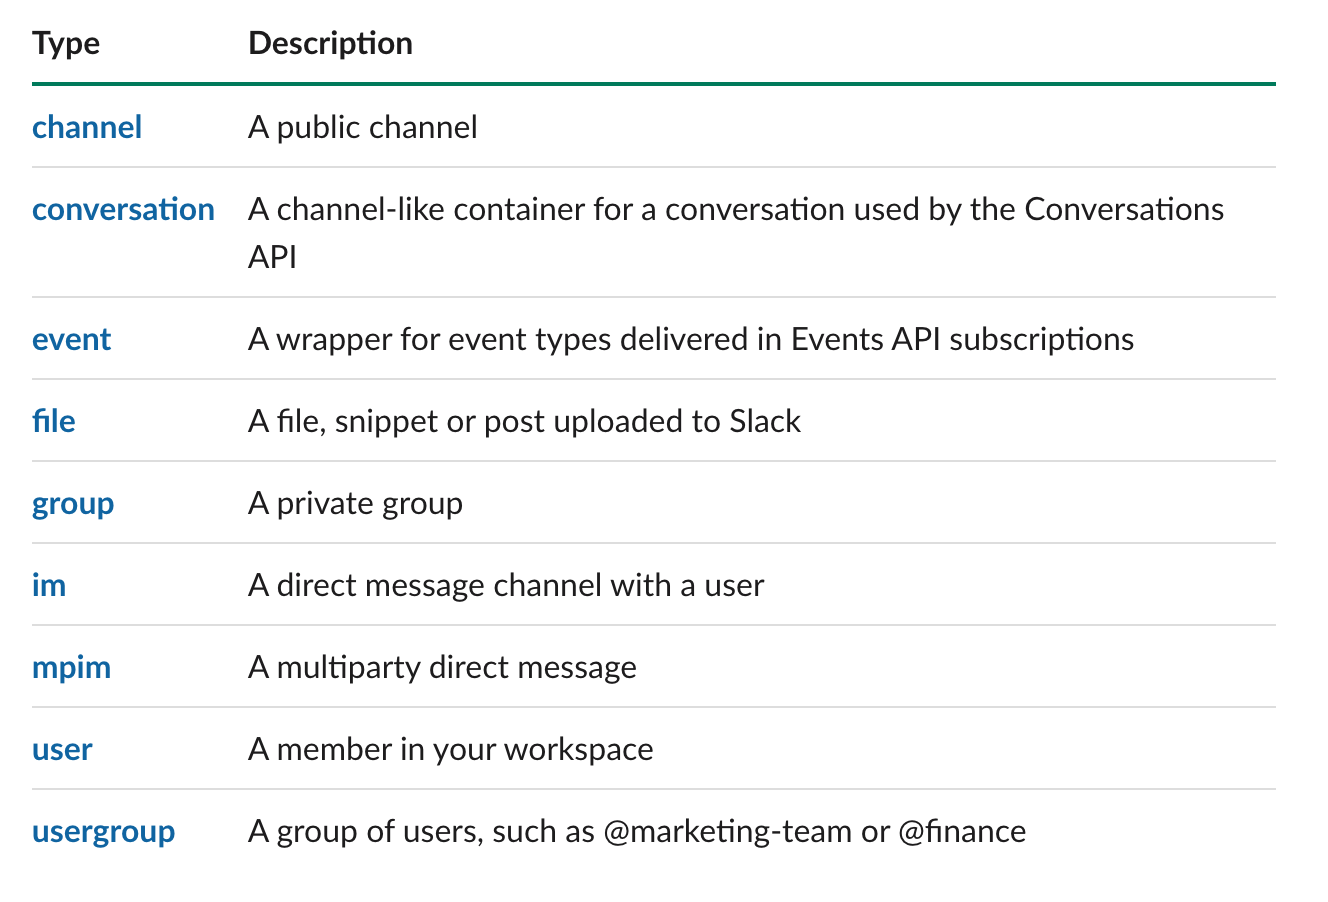 Type Description
channel A public channel
conversation A channel-like container for a conversation used by the Conversations
API
event A wrapper for event types delivered in Events API subscriptions
file A file, snippet or post uploaded to Slack
group A private group
im A direct message channel with a user
mpim A multiparty direct message
user A member in your workspace
usergroup A group of users, such as @marketing-team or @finance